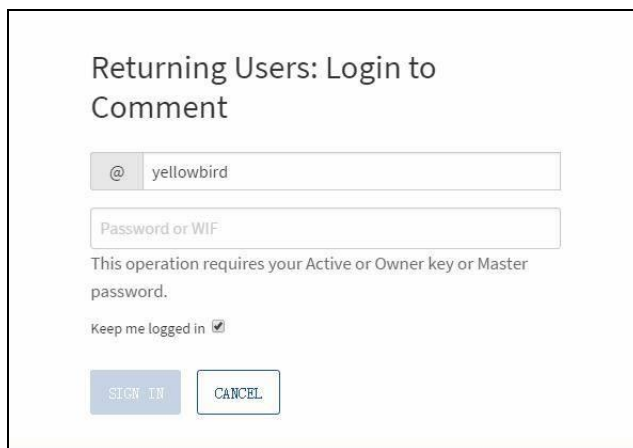 Returning Users: Login to
Comment
@ yellowbird
Password or WIF
This operation requires your Active or Owner key or Master
password.
Keep me logged in
SIGN IN CANCEL